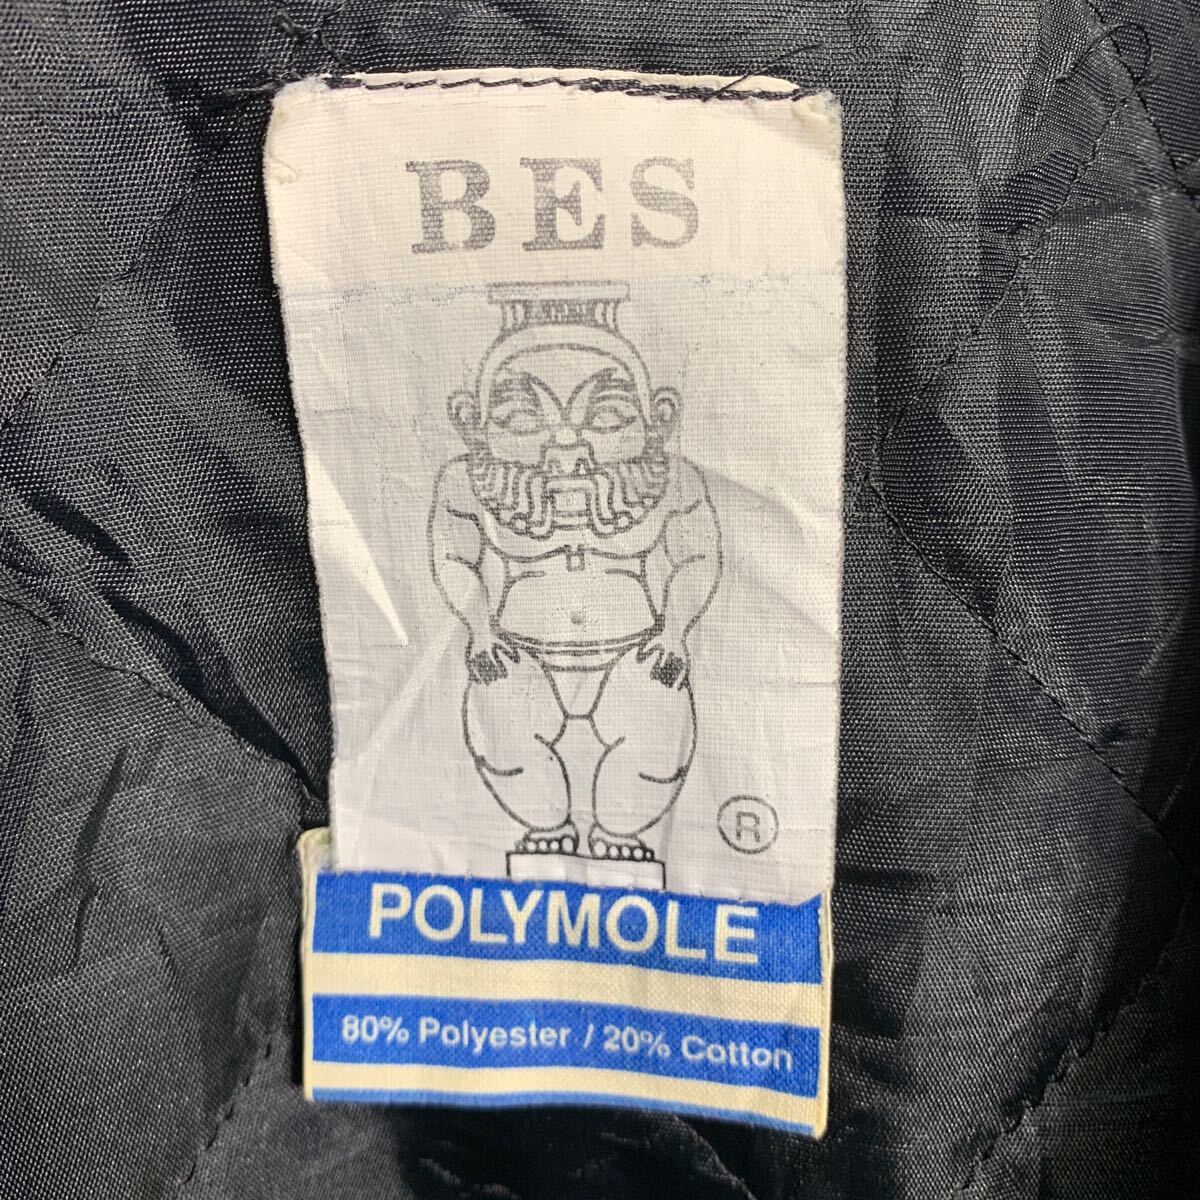 BES
R
POLYMOLE
80% Polyester / 20% Cotton